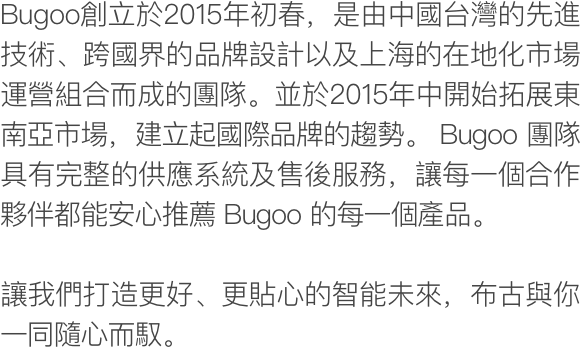 Bugoo創立於2015年初春，是由中國台灣的先進
技術、跨國界的品牌設計以及上海的在地化市場
運營組合而成的團隊。並於2015年中開始拓展東
南亞市場，建立起國際品牌的趨勢。 Bugoo 團隊
具有完整的供應系統及售後服務，讓每一個合作
夥伴都能安心推薦 Bugoo 的每一個產品。
讓我們打造更好、更貼心的智能未來，布古與你
一同隨心而馭。